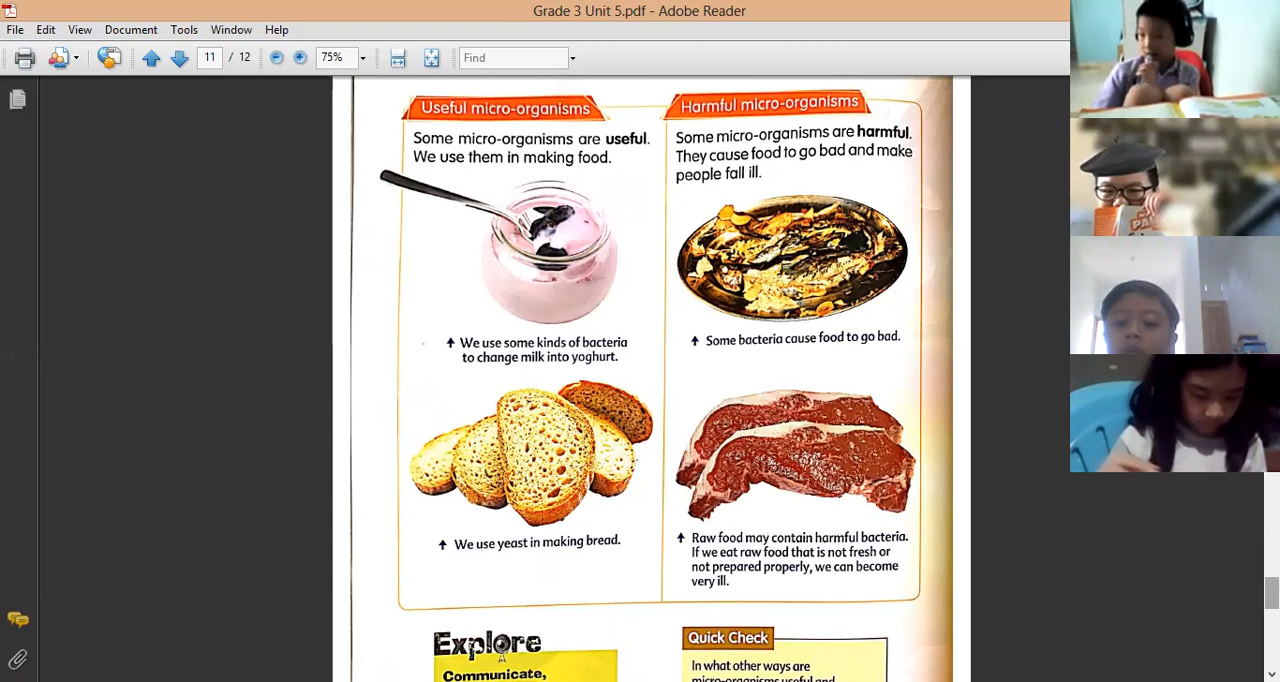 Grade 3 Unit 5.pdf - Adobe Reader
File Edit View Document Tools Window Help
11 / 12 75% Find
Useful micro-organisms
Some micro-organisms are useful.
We use them in making food.
We use some kinds of bacteria
to change milk into yoghurt.
We use yeast in making bread.
Harmful micro-organisms
Some micro-organisms are harmful.
They cause food to go bad and make
people fall ill.
Some bacteria cause food to go bad.
Raw food may contain harmful bacteria.
If we eat raw food that is not fresh or
not prepared properly, we can become
very ill.
Explore
Communicate,
Quick Check
In what other ways are
micro-organisms useful and